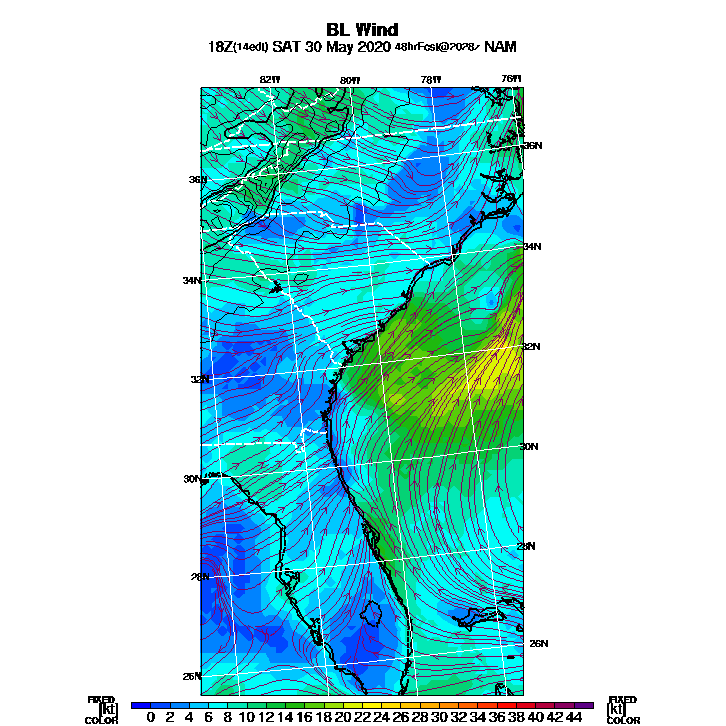 BL Wind
18Z(14edt) SAT 30 May 2020 48hrFcst@2028z NAM
82W 80W 78W 76W
36N 36N
34N 34N
32N 32N
30N 30N
28N 28N
26N 26N
FIXED FIXED
[kt] 0 2 4 6 8 10 12 14 16 18 20 22 24 26 28 30 32 34 36 38 40 42 44 [kt]
COLOR COLOR